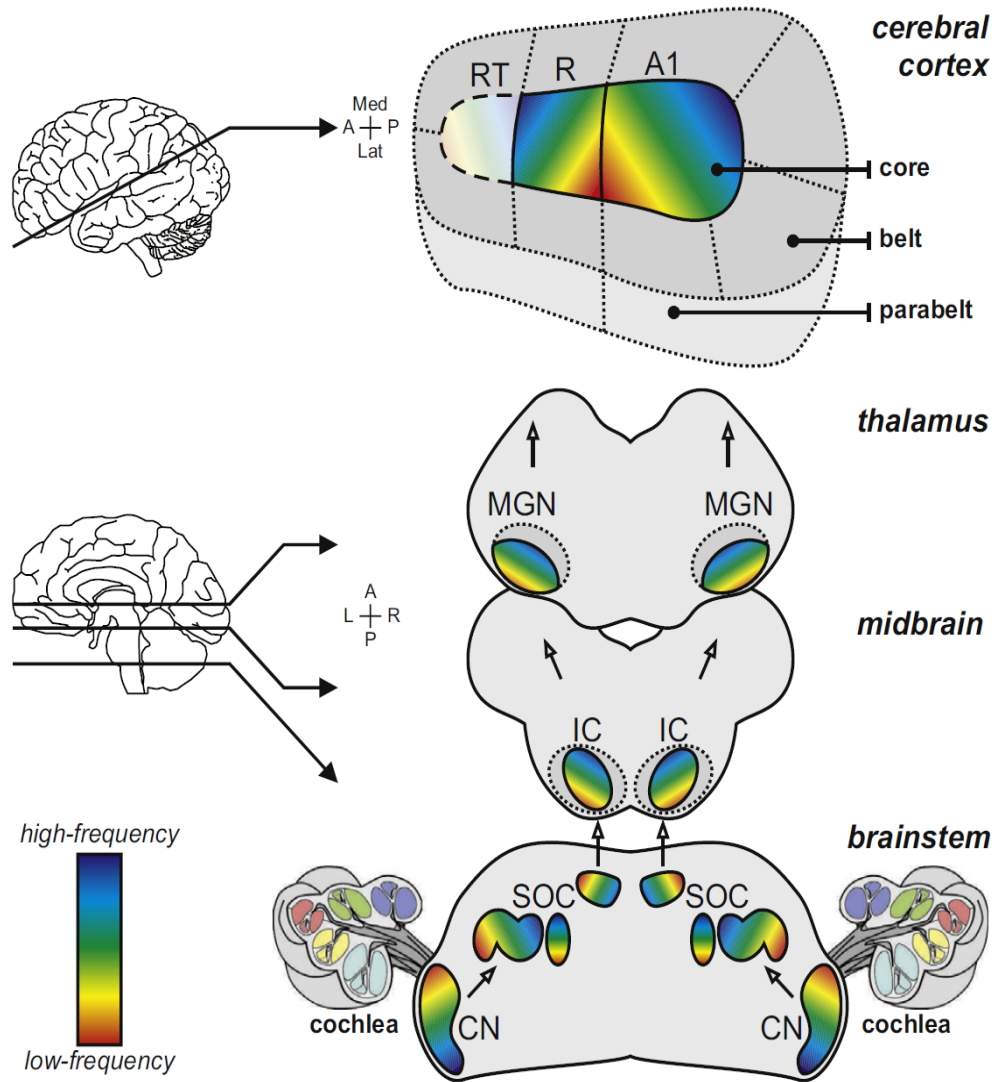 cerebral
cortex
RT R A1
Med
A P
Lat
core
belt
parabelt
thalamus
MGN MGN
A
L R
P
midbrain
IC IC
high-frequency
brainstem
SOC SOC
CN CN
cochlea cochlea
low-frequency